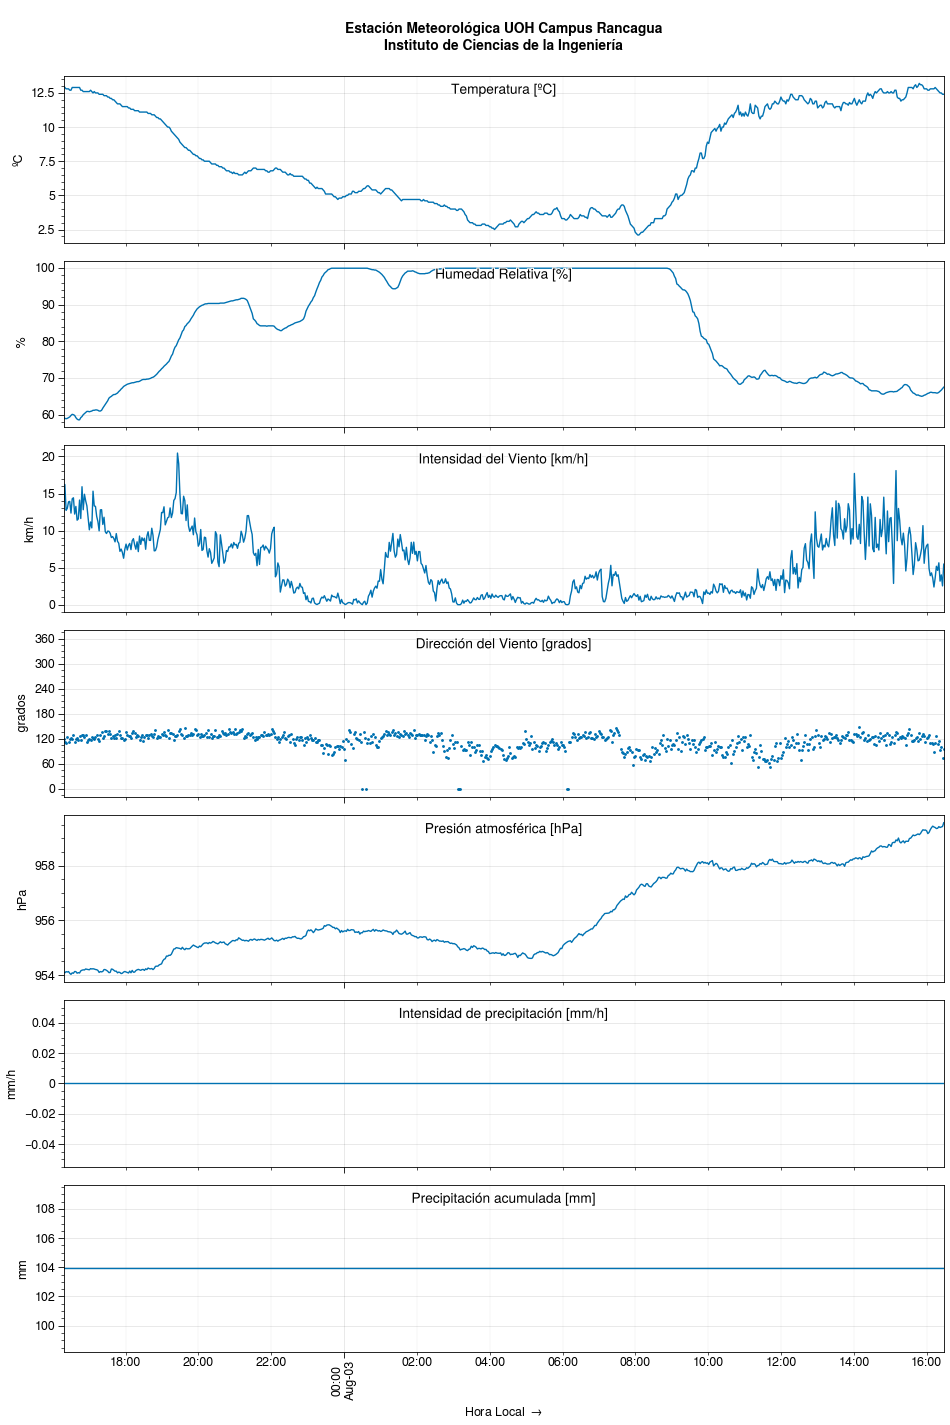 Estación Meteorológica UOH Campus Rancagua
Instituto de Ciencias de la Ingeniería
Temperatura [ºC]
ºC
12.5
10
7.5
5
2.5
Humedad Relativa [%]
%
100
90
80
70
60
Intensidad del Viento [km/h]
km/h
20
15
10
5
0
Dirección del Viento [grados]
grados
360
300
240
180
120
60
0
Presión atmosférica [hPa]
hPa
958
956
954
Intensidad de precipitación [mm/h]
mm/h
0.04
0.02
0
−0.02
−0.04
Precipitación acumulada [mm]
mm
108
106
104
102
100
18:00 20:00 22:00 00:00 02:00 04:00 06:00 08:00 10:00 12:00 14:00 16:00
Aug-03
Hora Local →